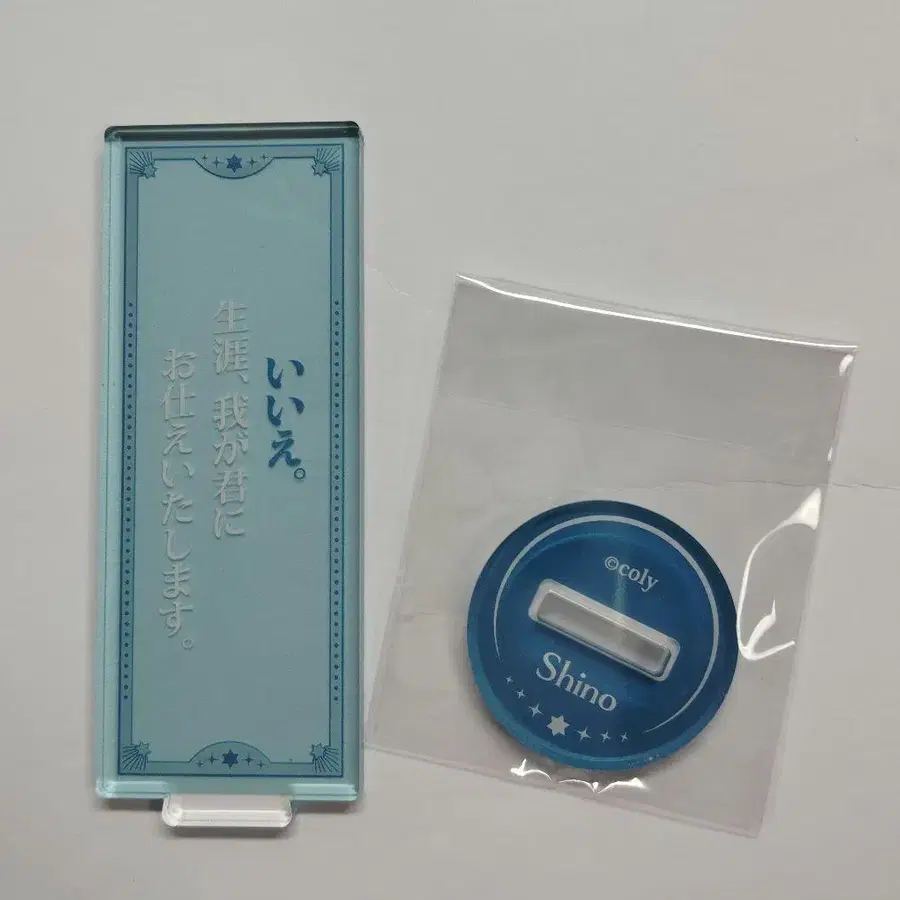 いいえ。
生涯、我が君に
お仕えいたします。
©coly
Shino